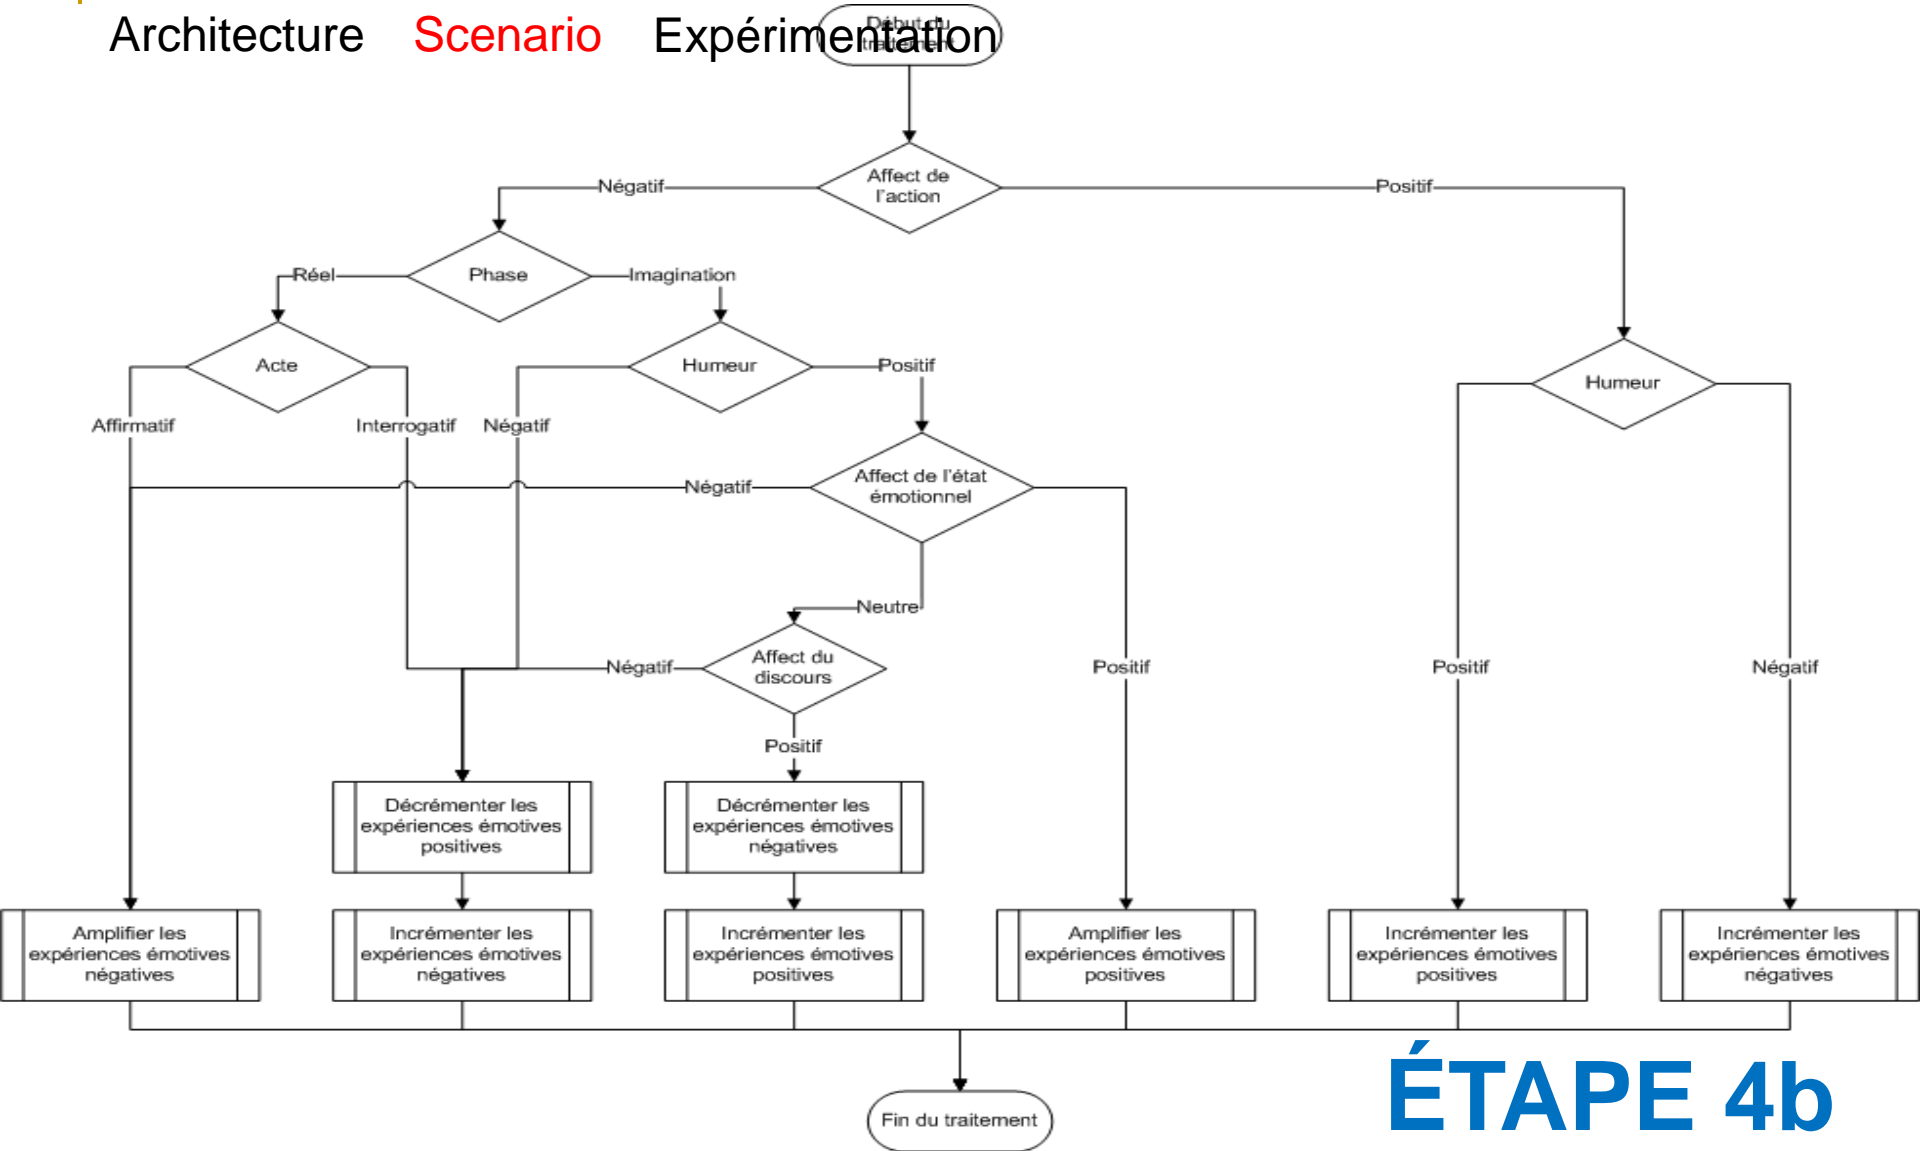 Architecture Scenario Expérimentation
Début du
traitement
Affect de
l'action
Négatif
Positif
Phase
Réel
Imagination
Acte
Humeur
Positif
Humeur
Affirmatif
Interrogatif
Négatif
Affect de l'état
émotionnel
Négatif
Neutre
Affect du
discours
Négatif
Positif
Positif
Négatif
Positif
Décrémenter les
expériences émotives
positives
Décrémenter les
expériences émotives
négatives
Amplifier les
expériences émotives
négatives
Incrémenter les
expériences émotives
négatives
Incrémenter les
expériences émotives
positives
Amplifier les
expériences émotives
positives
Incrémenter les
expériences émotives
positives
Incrémenter les
expériences émotives
négatives
ÉTAPE 4b
Fin du traitement